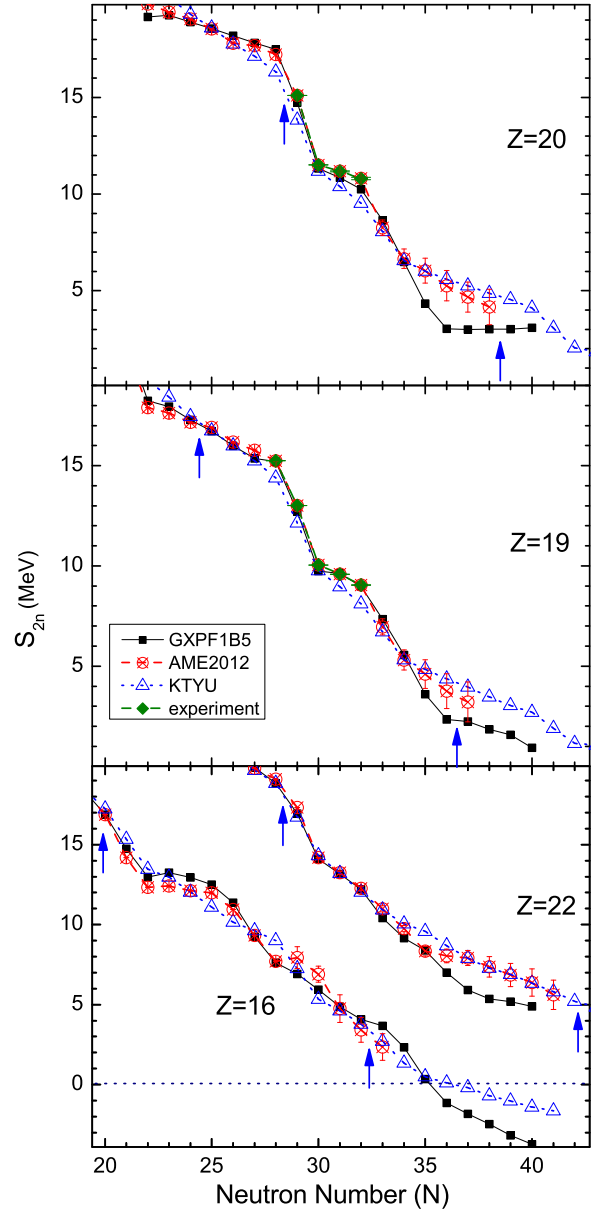 15
10
5
Z=20
15
10
5
Z=19
S2n (MeV)
GXPF1B5
AME2012
KTYU
experiment
15
10
5
0
Z=22
Z=16
20 25 30 35 40
Neutron Number (N)